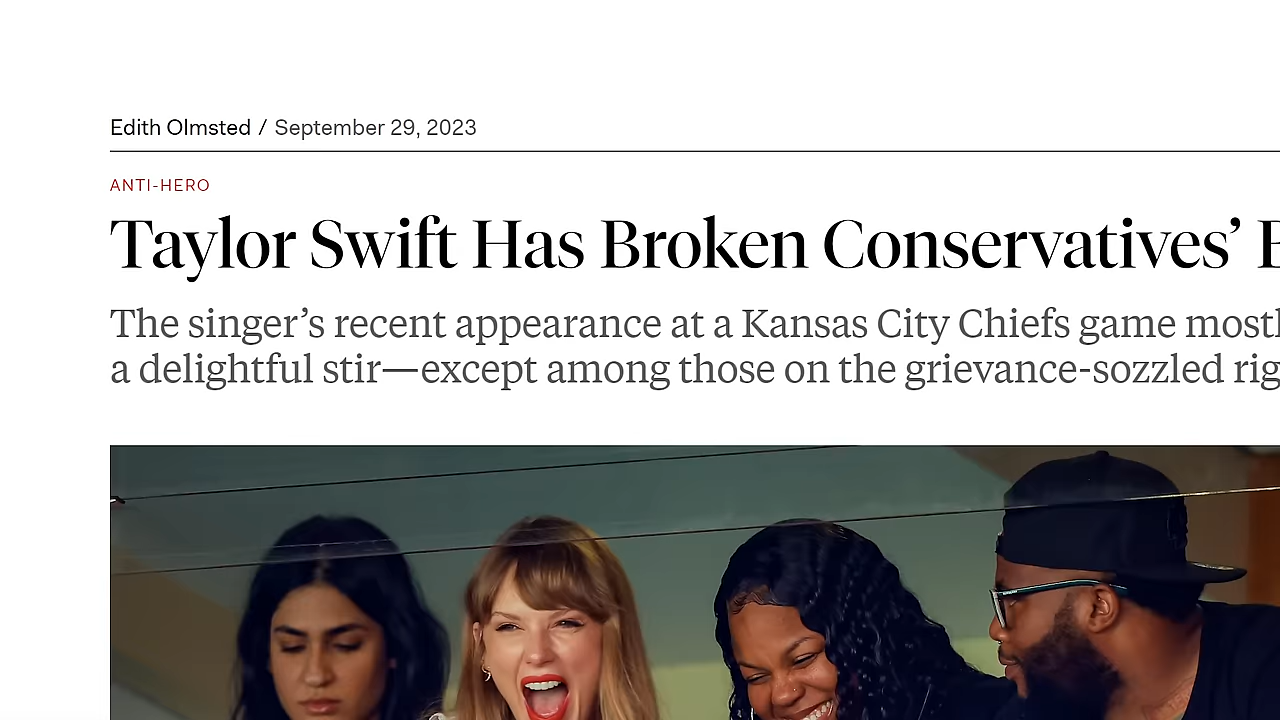 Edith Olmsted / September 29, 2023
ANTI-HERO
Taylor Swift Has Broken Conservatives’
The singer’s recent appearance at a Kansas City Chiefs game
a delightful stir—except among those on the grievance-sozzled